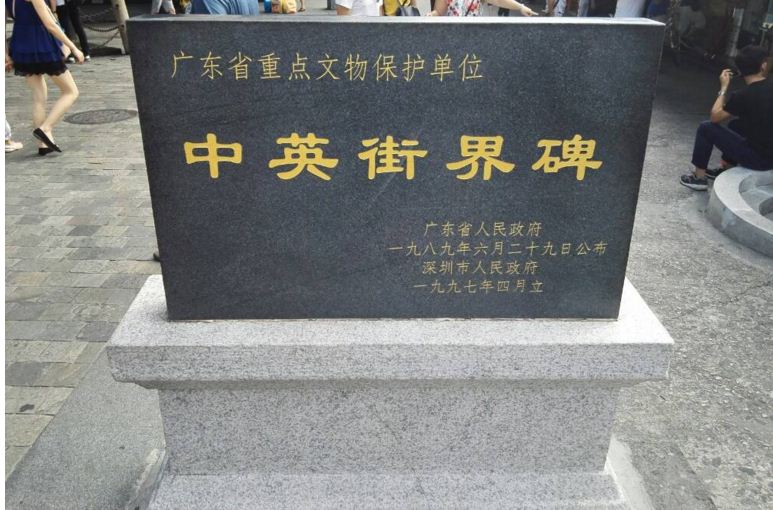 广东省重点文物保护单位
中英街界碑
广东省人民政府
一九八九年六月二十九日公布
深圳市人民政府
一九九七年四月立